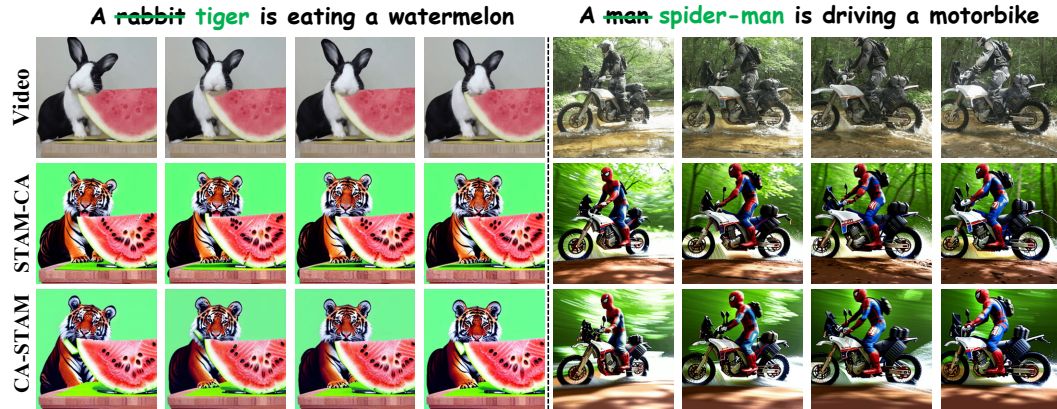 A rabbit tiger is eating a watermelon
A man spider-man is driving a motorbike
Video
STAM-CA
CA-STAM